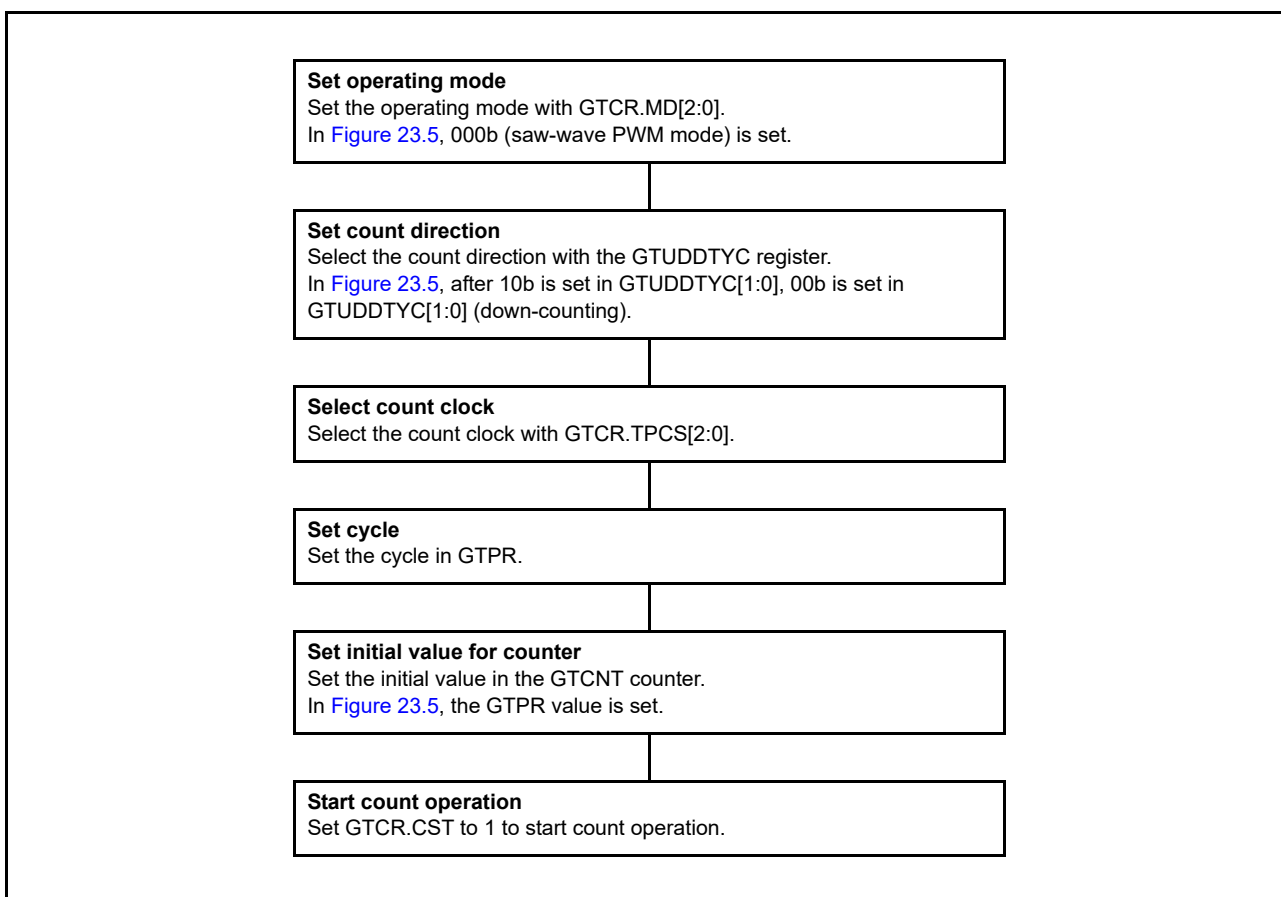 Set operating mode
Set the operating mode with GTCR.MD[2:0].
In Figure 23.5, 000b (saw-wave PWM mode) is set.
Set count direction
Select the count direction with the GTUDDTYC register.
In Figure 23.5, after 10b is set in GTUDDTYC[1:0], 00b is set in
GTUDDTYC[1:0] (down-counting).
Select count clock
Select the count clock with GTCR.TPCS[2:0].
Set cycle
Set the cycle in GTPR.
Set initial value for counter
Set the initial value in the GTCNT counter.
In Figure 23.5, the GTPR value is set.
Start count operation
Set GTCR.CST to 1 to start count operation.